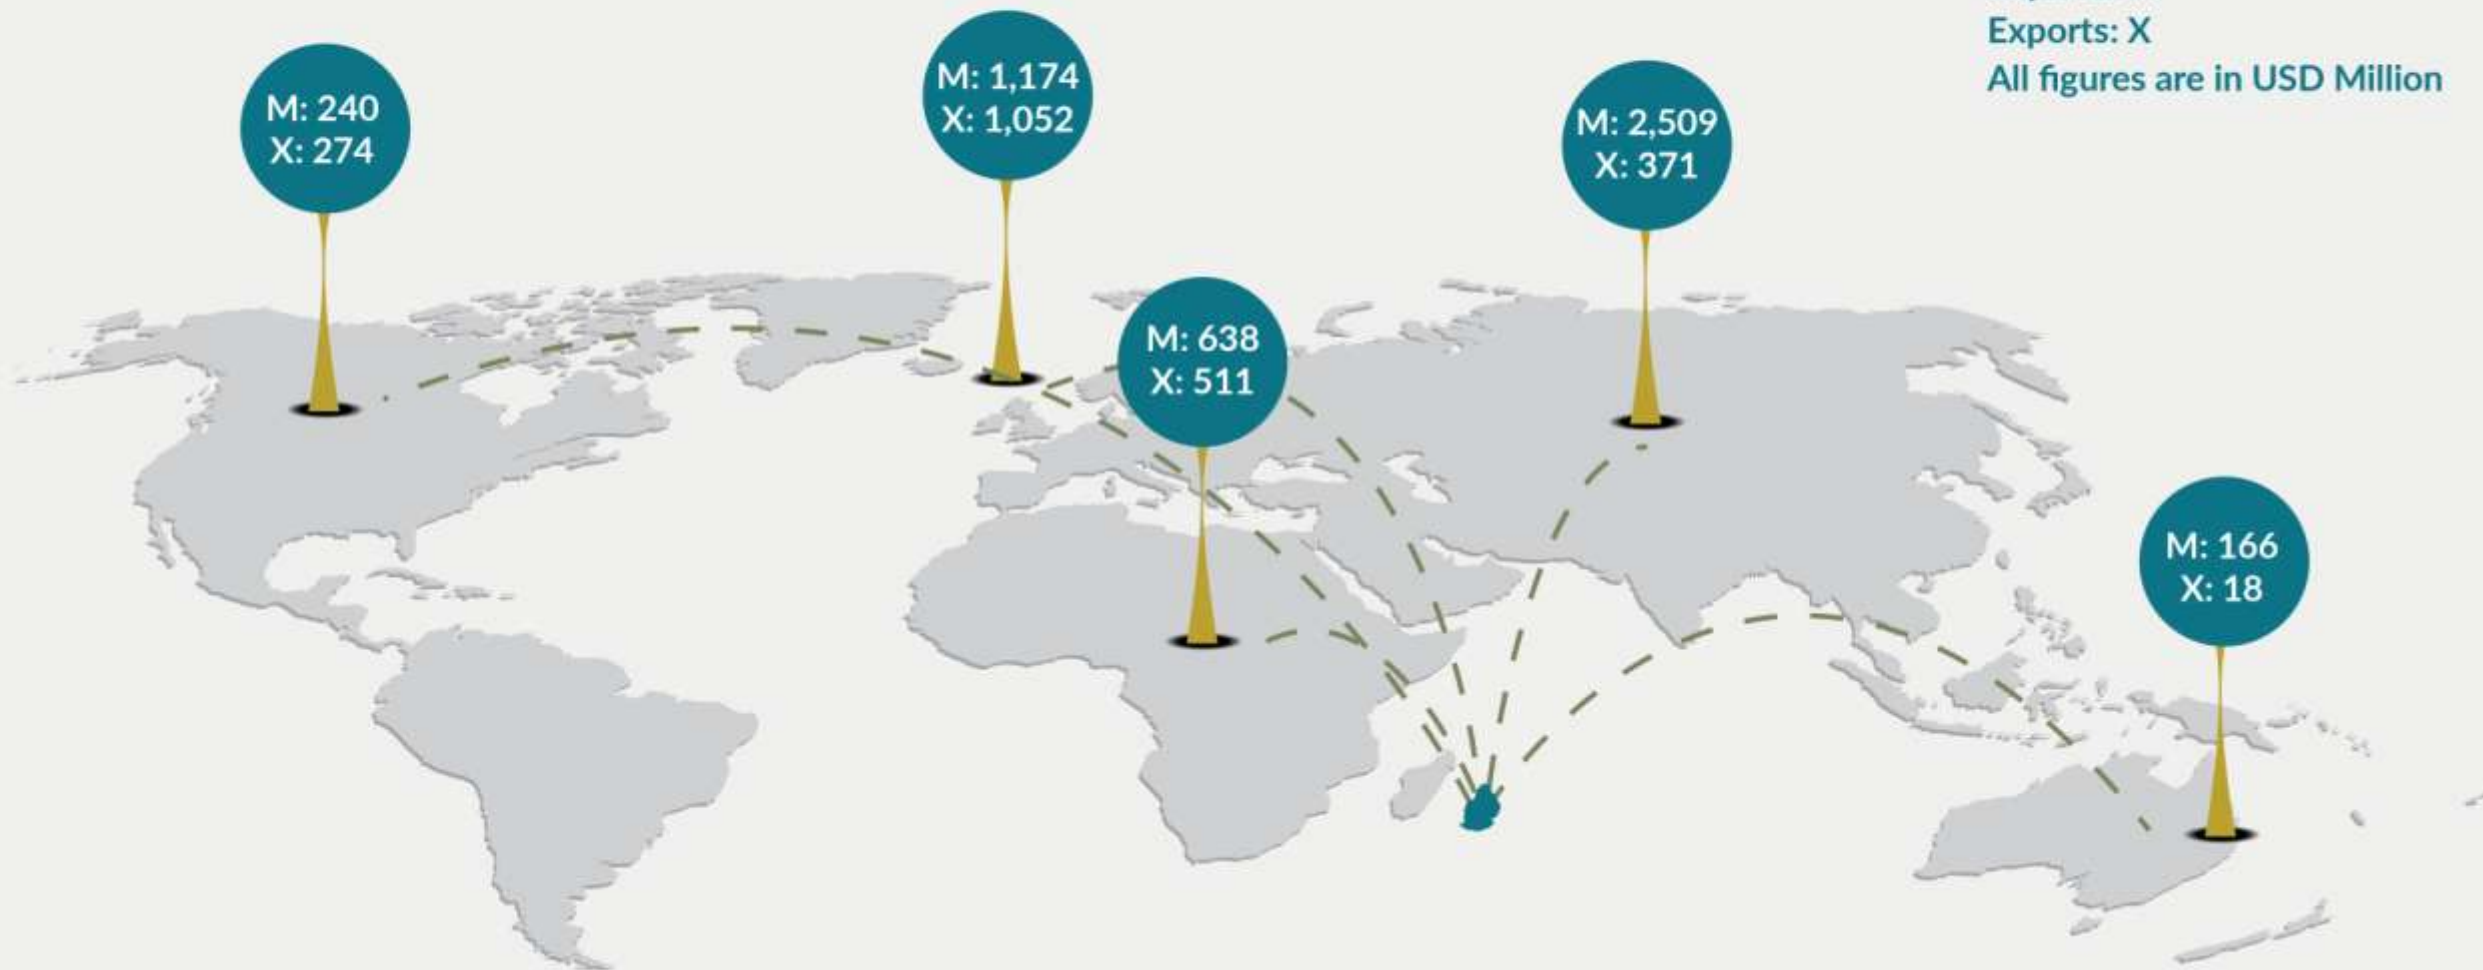 Exports: X
All figures are in USD Million
M: 240
X: 274
M: 1,174
X: 1,052
M: 2,509
X: 371
M: 638
X: 511
M: 166
X: 18